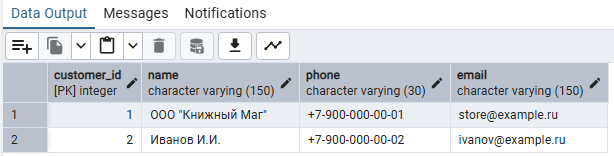 Data Output Messages Notifications
customer_id name phone email
[PK] integer character varying (150) character varying (30) character varying (150)
1 1 ООО "Книжный Маг" +7-900-000-00-01 store@example.ru
2 2 Иванов И.И. +7-900-000-00-02 ivanov@example.ru